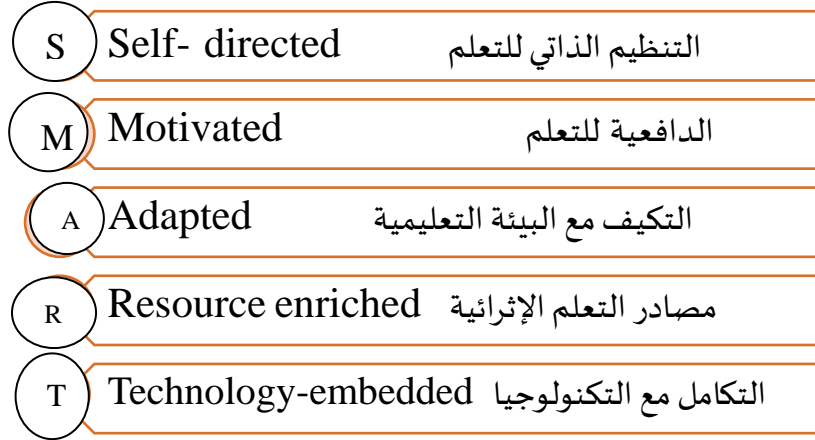 S Self- directed التنظيم الذاتي للتعلم
M Motivated الدافعية للتعلم
A Adapted التكيف مع البيئة التعليمية
R Resource enriched مصادر التعلم الإثرائية
T Technology-embedded التكامل مع التكنولوجيا